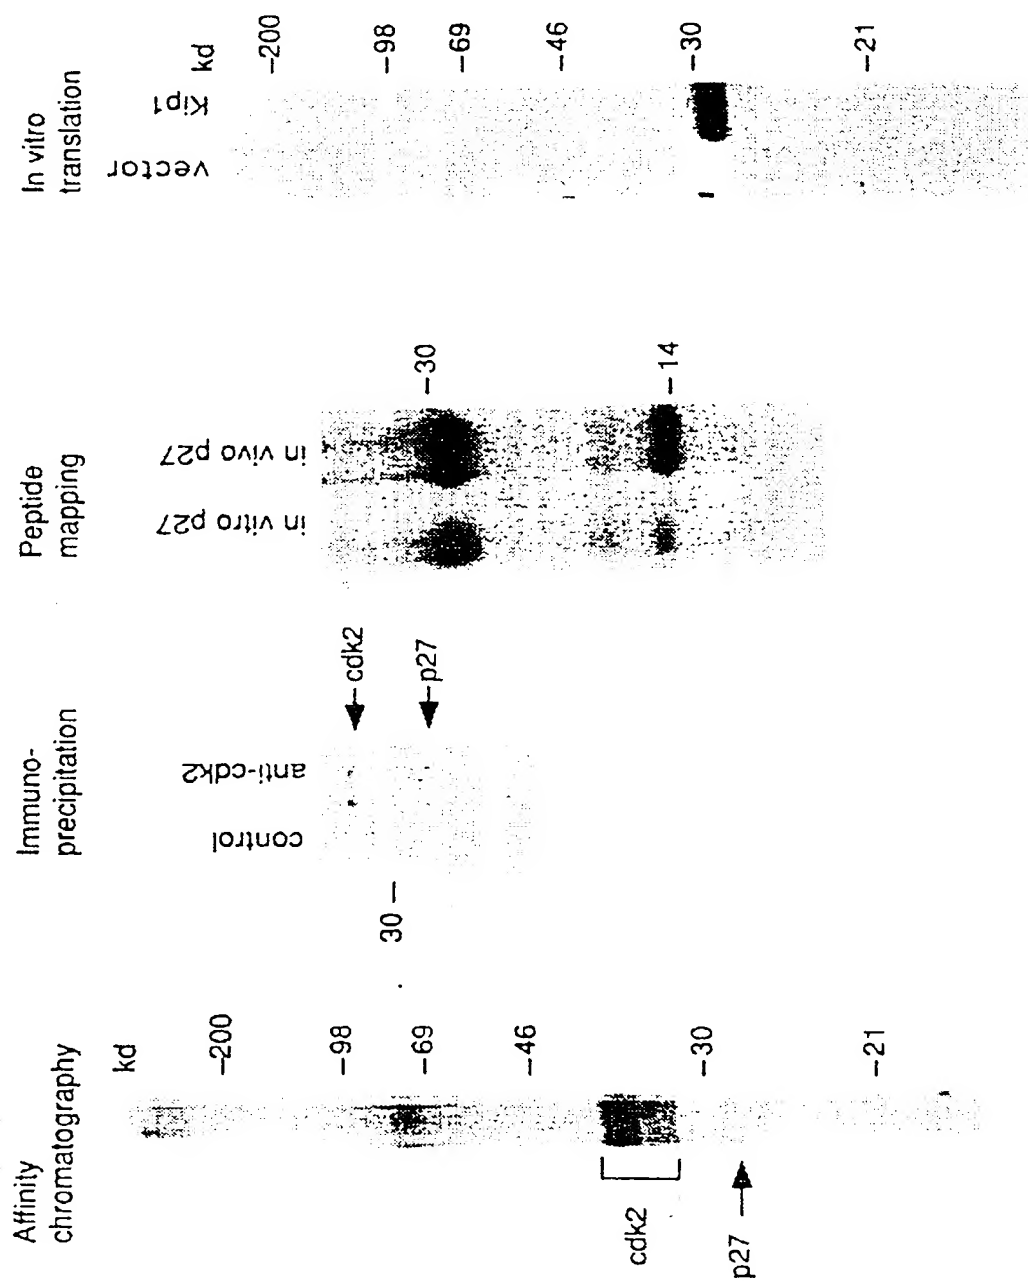 Affinity
chromatography
kd
–200
–98
–69
–46
–30
–21
cdk2
p27
Immuno-
precipitation
control
anti-cdk2
30 –
cdk2
p27
Peptide
mapping
in vitro p27
in vivo p27
–30
–14
In vitro
translation
vector
Kip1
kd
–200
–98
–69
–46
–30
–21